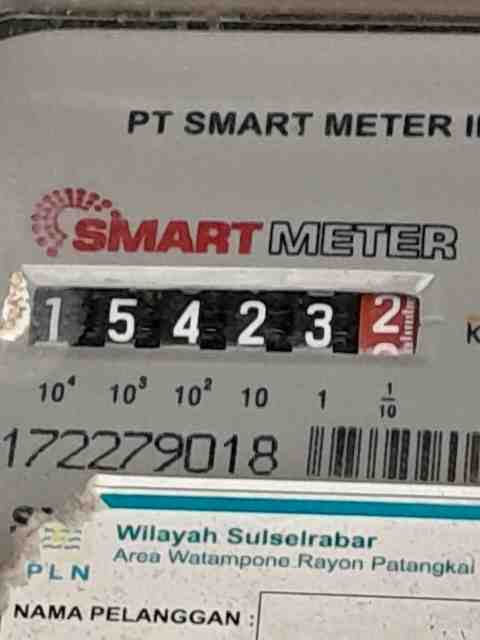 PT SMART METER
SMART METER
1 5 4 2 3 2
10⁴ 10³ 10² 10 1 1/10
172279018
PLN
Wilayah Sulselrabar
Area Watampone Rayon Patangkai
NAMA PELANGGAN :